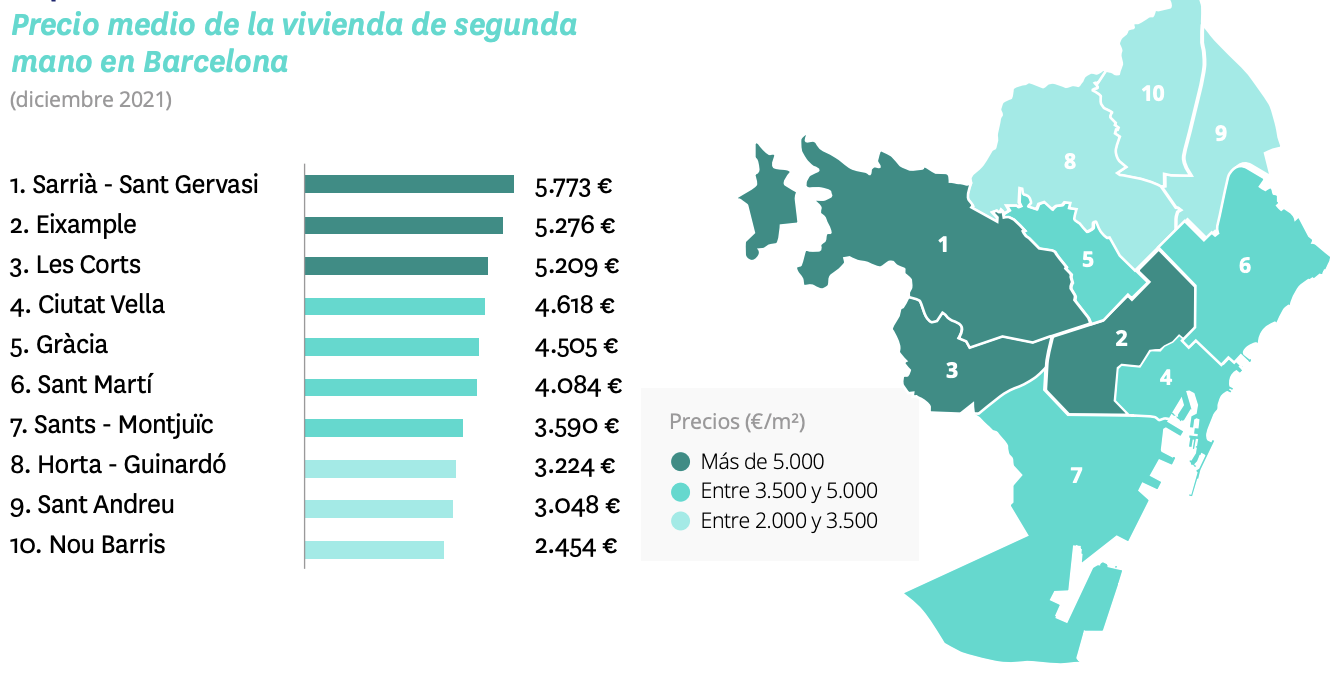 Precio medio de la vivienda de segunda
mano en Barcelona
(diciembre 2021)
1. Sarrià - Sant Gervasi 5.773 €
2. Eixample 5.276 €
3. Les Corts 5.209 €
4. Ciutat Vella 4.618 €
5. Gràcia 4.505 €
6. Sant Martí 4.084 €
7. Sants - Montjuïc 3.590 €
8. Horta - Guinardó 3.224 €
9. Sant Andreu 3.048 €
10. Nou Barris 2.454 €
10
9
8
1
5
6
2
3
4
7
Precios (€/m²)
Más de 5.000
Entre 3.500 y 5.000
Entre 2.000 y 3.500